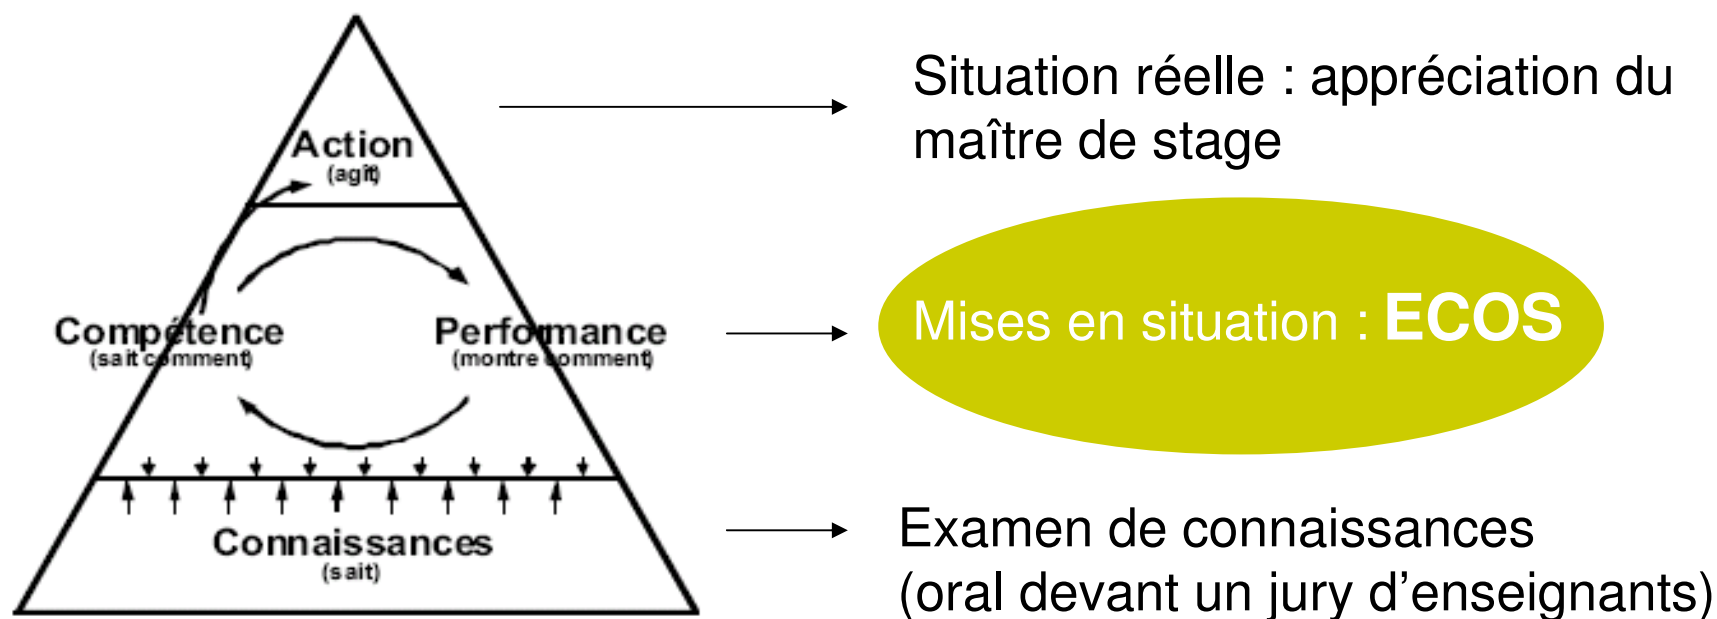 Action
(agît)
Compétence
(sait comment)
Performance
(montre comment)
Connaissances
(sait)
Situation réelle : appréciation du
maître de stage
Mises en situation : ECOS
Examen de connaissances
(oral devant un jury d’enseignants)